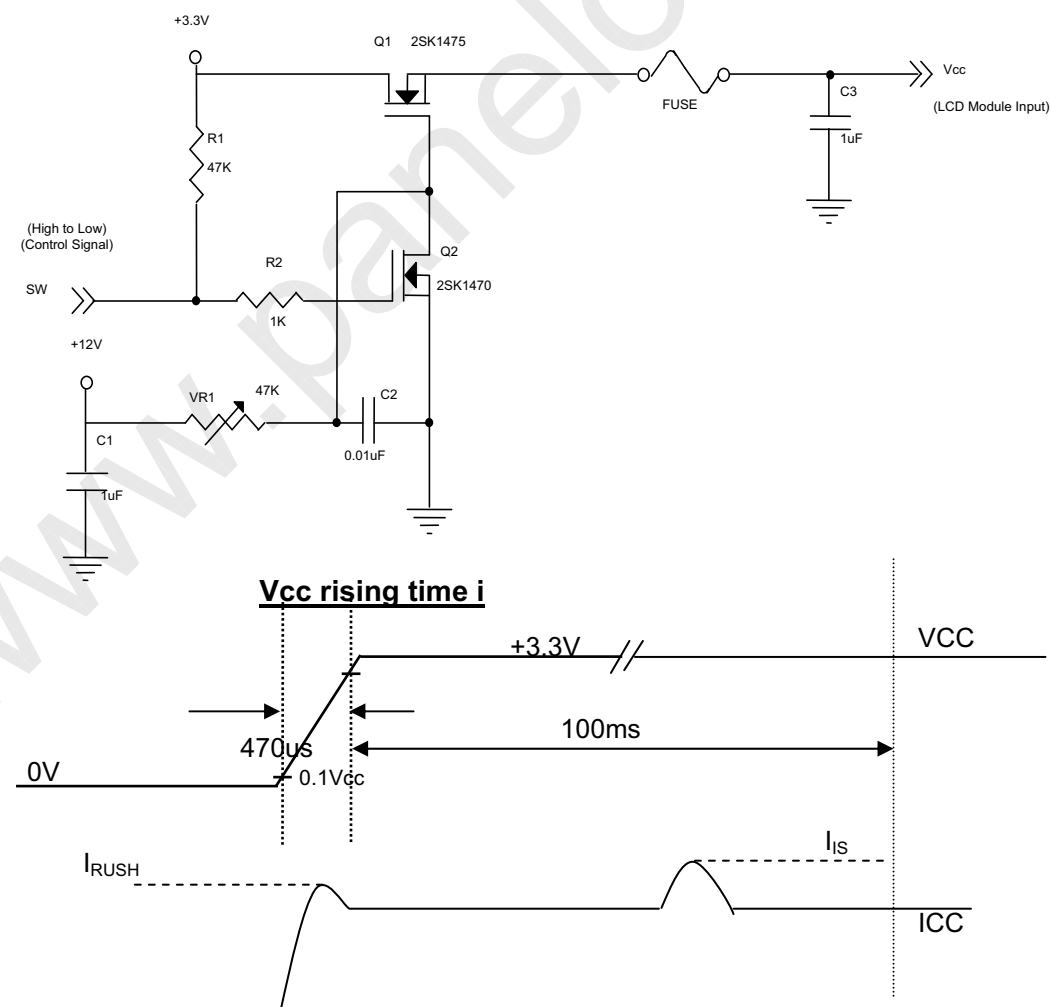 +3.3V
Q1 2SK1475
Vcc
FUSE
C3
(LCD Module Input)
R1
1uF
47K
(High to Low)
(Control Signal)
Q2
R2
2SK1470
SW
1K
+12V
VR1
47K
C2
C1
0.01uF
1uF
Vcc rising time i
+3.3V
VCC
470us
100ms
0V
0.1Vcc
IRUSH
IIS
ICC
www.panelo